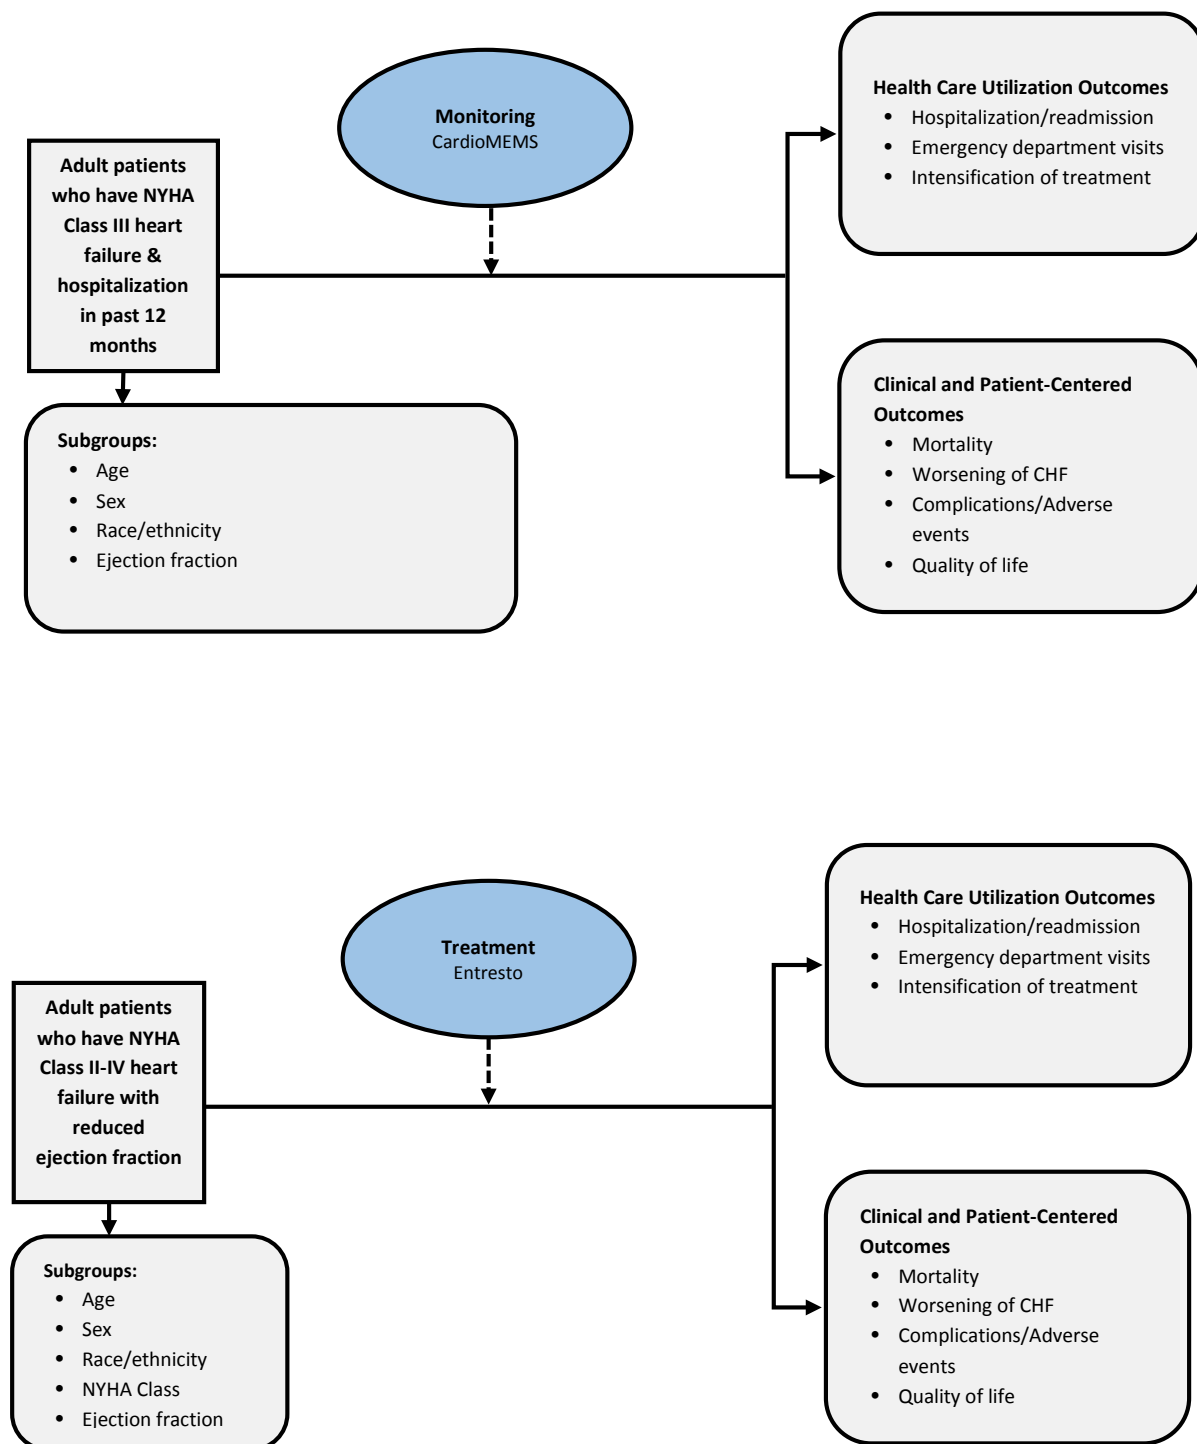 Monitoring
CardioMEMS
Adult patients
who have NYHA
Class III heart
failure &
hospitalization
in past 12
months
Subgroups:
• Age
• Sex
• Race/ethnicity
• Ejection fraction
Health Care Utilization Outcomes
• Hospitalization/readmission
• Emergency department visits
• Intensification of treatment
Clinical and Patient-Centered
Outcomes
• Mortality
• Worsening of CHF
• Complications/Adverse
events
• Quality of life
Treatment
Entresto
Adult patients
who have NYHA
Class II-IV heart
failure with
reduced
ejection fraction
Subgroups:
• Age
• Sex
• Race/ethnicity
• NYHA Class
• Ejection fraction
Health Care Utilization Outcomes
• Hospitalization/readmission
• Emergency department visits
• Intensification of treatment
Clinical and Patient-Centered
Outcomes
• Mortality
• Worsening of CHF
• Complications/Adverse
events
• Quality of life